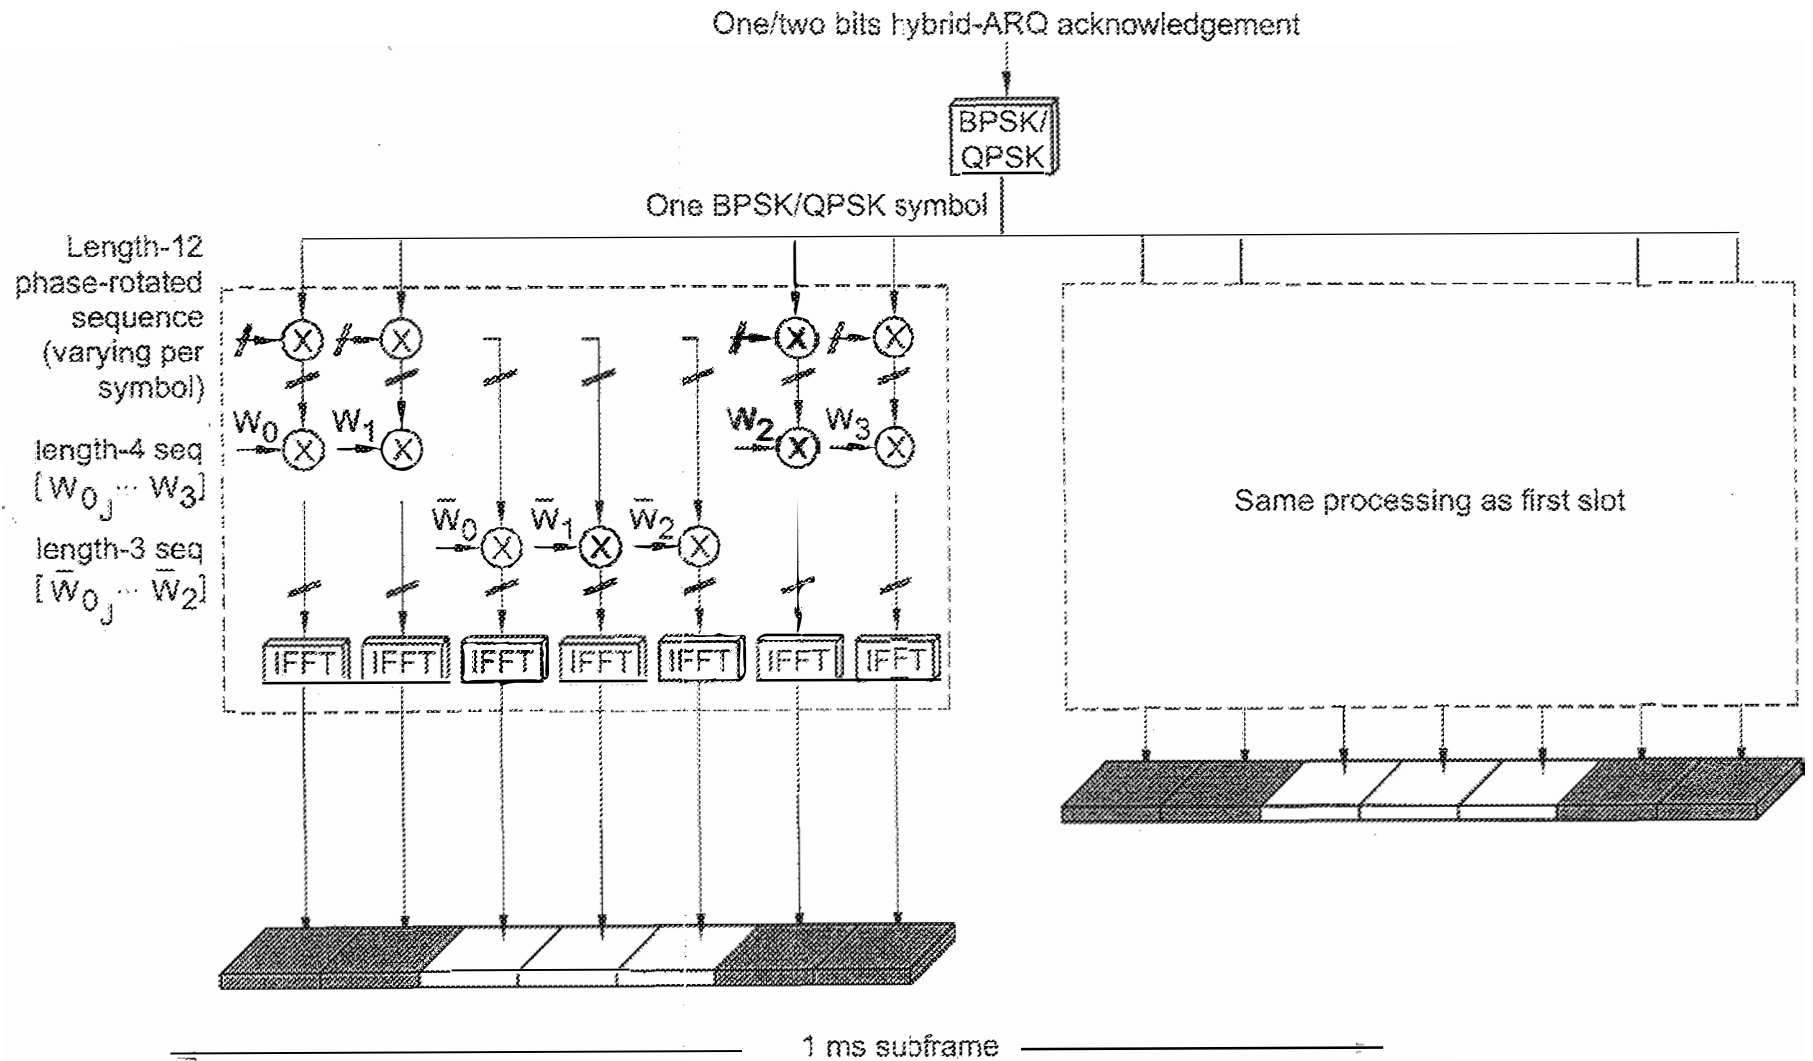 One/two bits hybrid-ARQ acknowledgement
BPSK/
QPSK
One BPSK/QPSK symbol
Length-12
phase-rotated
sequence
(varying per
symbol)
X X X X
W0 W1 W2 W3
X X X X
length-4 seq
[W0, ... W3]
W̅0 W̅1 W̅2
X X X
length-3 seq
[W̅0, ... W̅2]
IFFT IFFT IFFT IFFT IFFT IFFT IFFT
Same processing as first slot
1 ms subframe